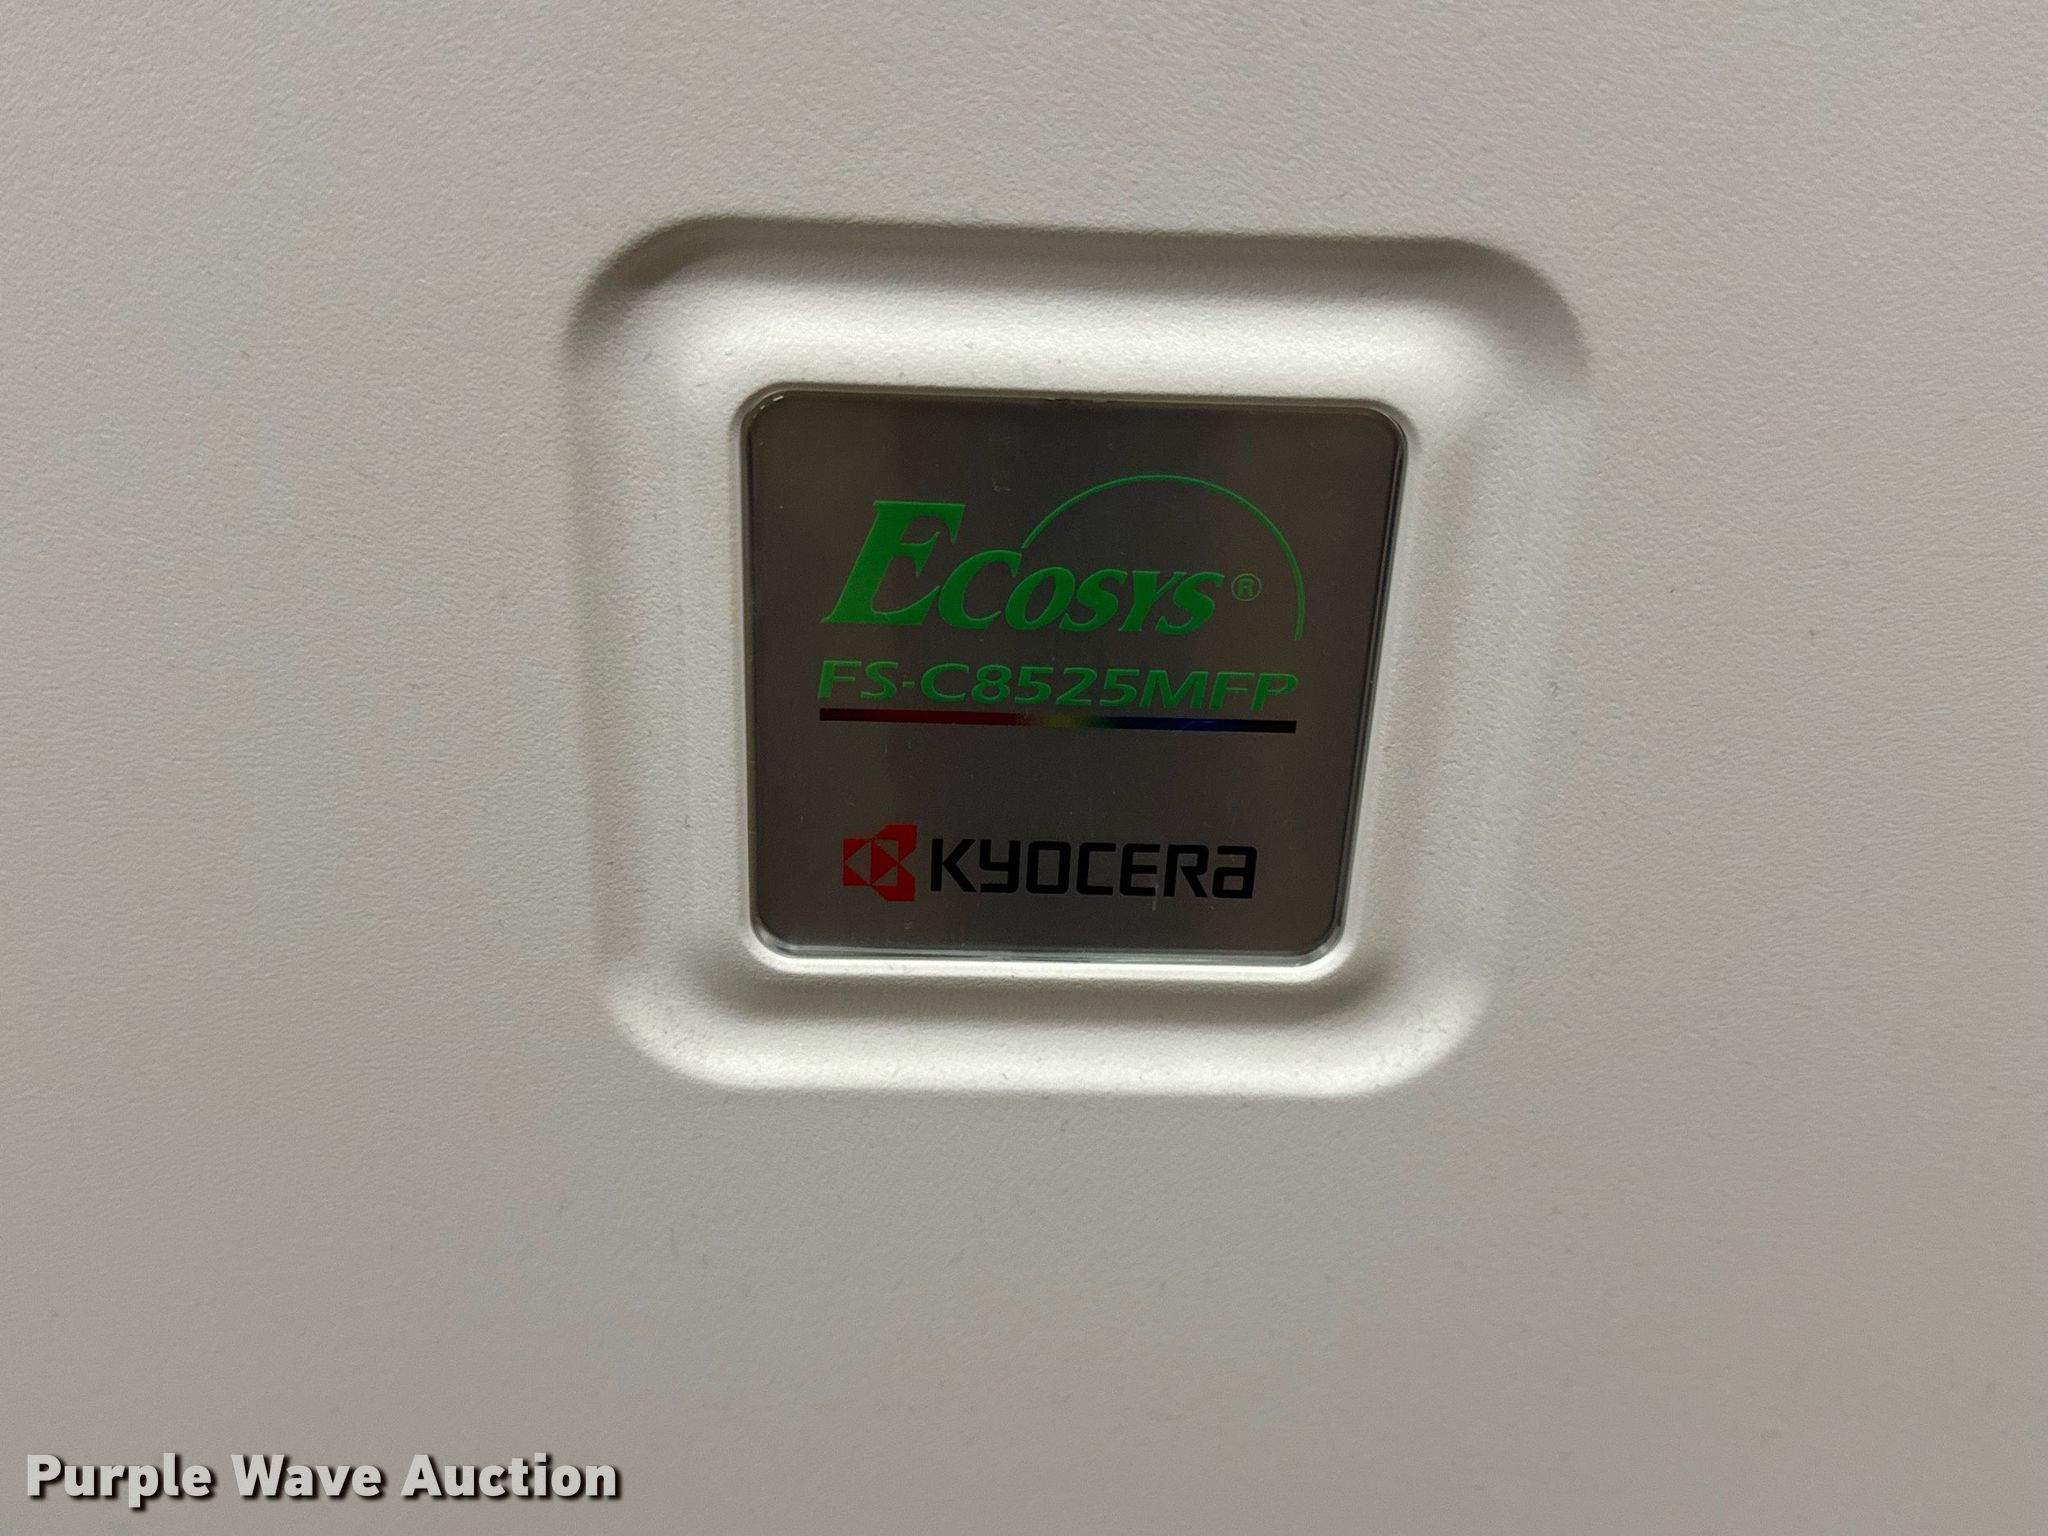 ECOSYS®
FS-C8525MFP
KYOCERA
Purple Wave Auction